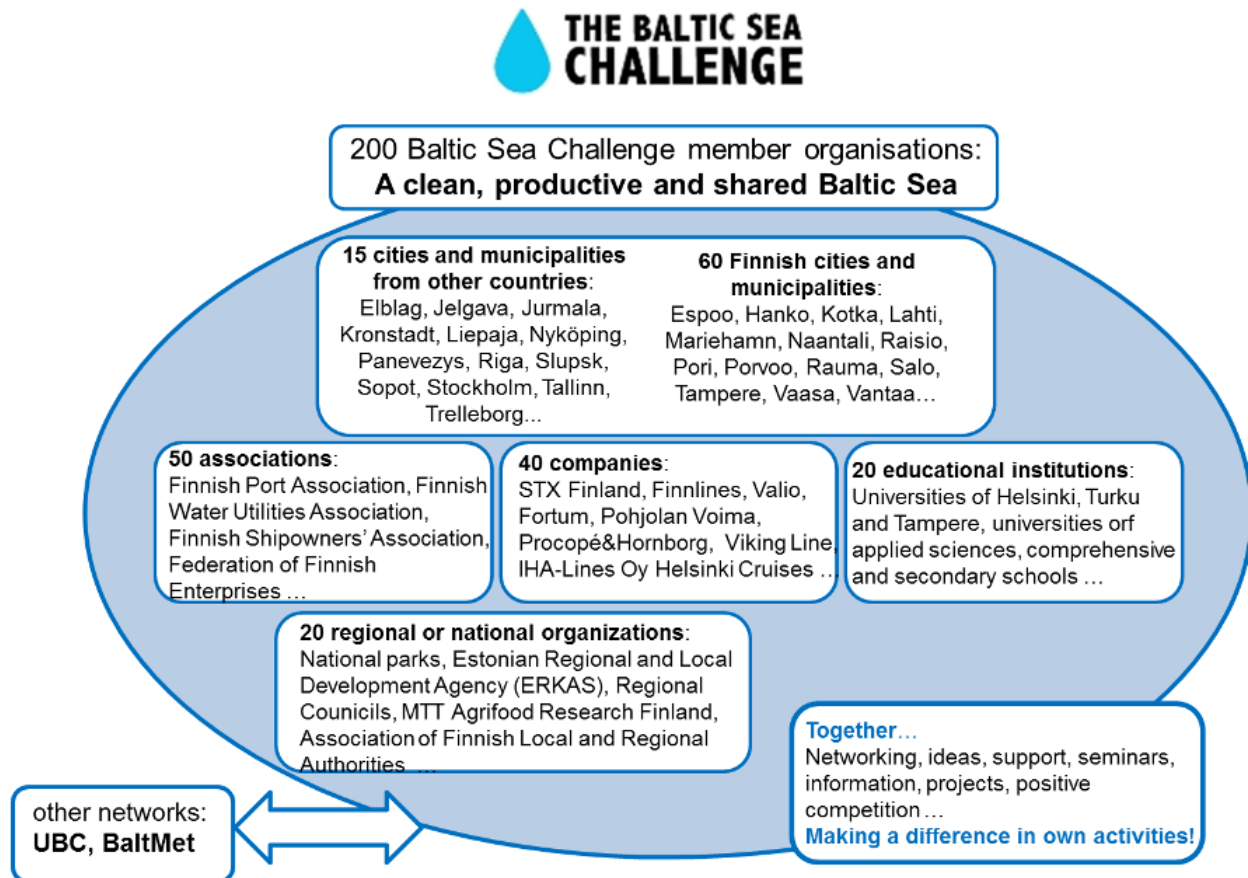 THE BALTIC SEA
CHALLENGE
200 Baltic Sea Challenge member organisations:
A clean, productive and shared Baltic Sea
15 cities and municipalities
from other countries:
Elblag, Jelgava, Jurmala,
Kronstadt, Liepaja, Nyköping,
Panevezys, Riga, Slupsk,
Sopot, Stockholm, Tallinn,
Trelleborg...
60 Finnish cities and
municipalities:
Espoo, Hanko, Kotka, Lahti,
Mariehamn, Naantali, Raisio,
Pori, Porvoo, Rauma, Salo,
Tampere, Vaasa, Vantaa…
50 associations:
Finnish Port Association, Finnish
Water Utilities Association,
Finnish Shipowners’ Association,
Federation of Finnish
Enterprises …
40 companies:
STX Finland, Finnlines, Valio,
Fortum, Pohjolan Voima,
Procopé&Hornborg, Viking Line,
IHA-Lines Oy Helsinki Cruises …
20 educational institutions:
Universities of Helsinki, Turku
and Tampere, universities orf
applied sciences, comprehensive
and secondary schools …
20 regional or national organizations:
National parks, Estonian Regional and Local
Development Agency (ERKAS), Regional
Counicils, MTT Agrifood Research Finland,
Association of Finnish Local and Regional
Authorities …
Together…
Networking, ideas, support, seminars,
information, projects, positive
competition …
Making a difference in own activities!
other networks:
UBC, BaltMet